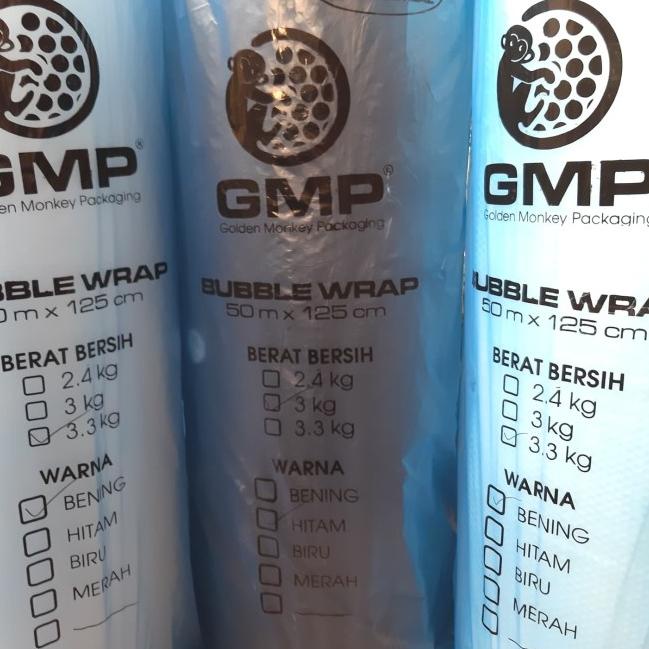 GMP®
en Monkey Packaging
BBLE WRAP
0 m x 125 cm
BERAT BERSIH
2.4 kg
3 kg
3.3 kg
WARNA
BENING
HITAM
BIRU
MERAH
GMP®
Golden Monkey Packaging
BUBBLE WRAP
50 m x 125 cm
BERAT BERSIH
2.4 kg
3 kg
3.3 kg
WARNA
BENING
HITAM
BIRU
MERAH
GMP
Golden Monkey Packaging
UBBLE WRA
50 m x 125 cm
BERAT BERSIH
2.4 kg
3 kg
3.3 kg
WARNA
BENING
HITAM
BIRU
MERAH